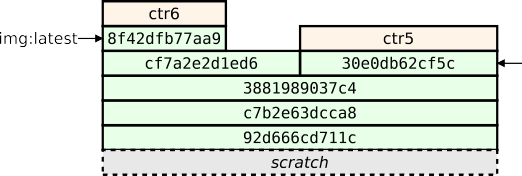 ctr6
img:latest 8f42dfb77aa9 ctr5
cf7a2e2d1ed6 30e0db62cf5c
3881989037c4
c7b2e63dcca8
92d666cd711c
scratch